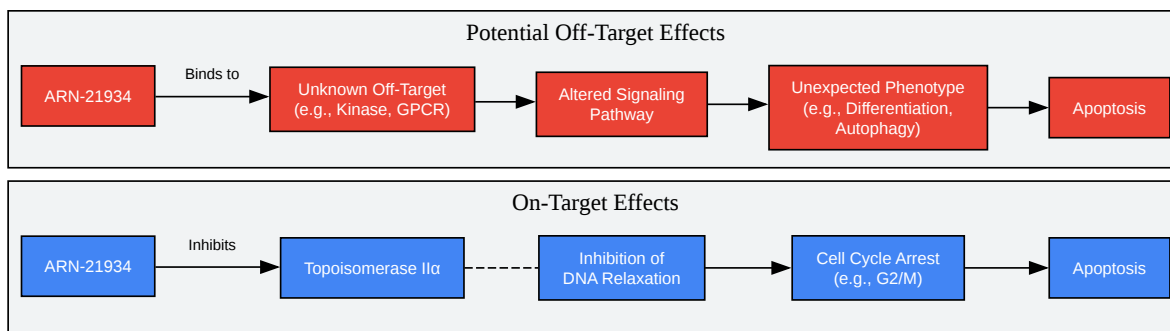 Potential Off-Target Effects
ARN-21934
Binds to
Unknown Off-Target
(e.g., Kinase, GPCR)
Altered Signaling
Pathway
Unexpected Phenotype
(e.g., Differentiation,
Autophagy)
Apoptosis
On-Target Effects
ARN-21934
Inhibits
Topoisomerase IIα
Inhibition of
DNA Relaxation
Cell Cycle Arrest
(e.g., G2/M)
Apoptosis